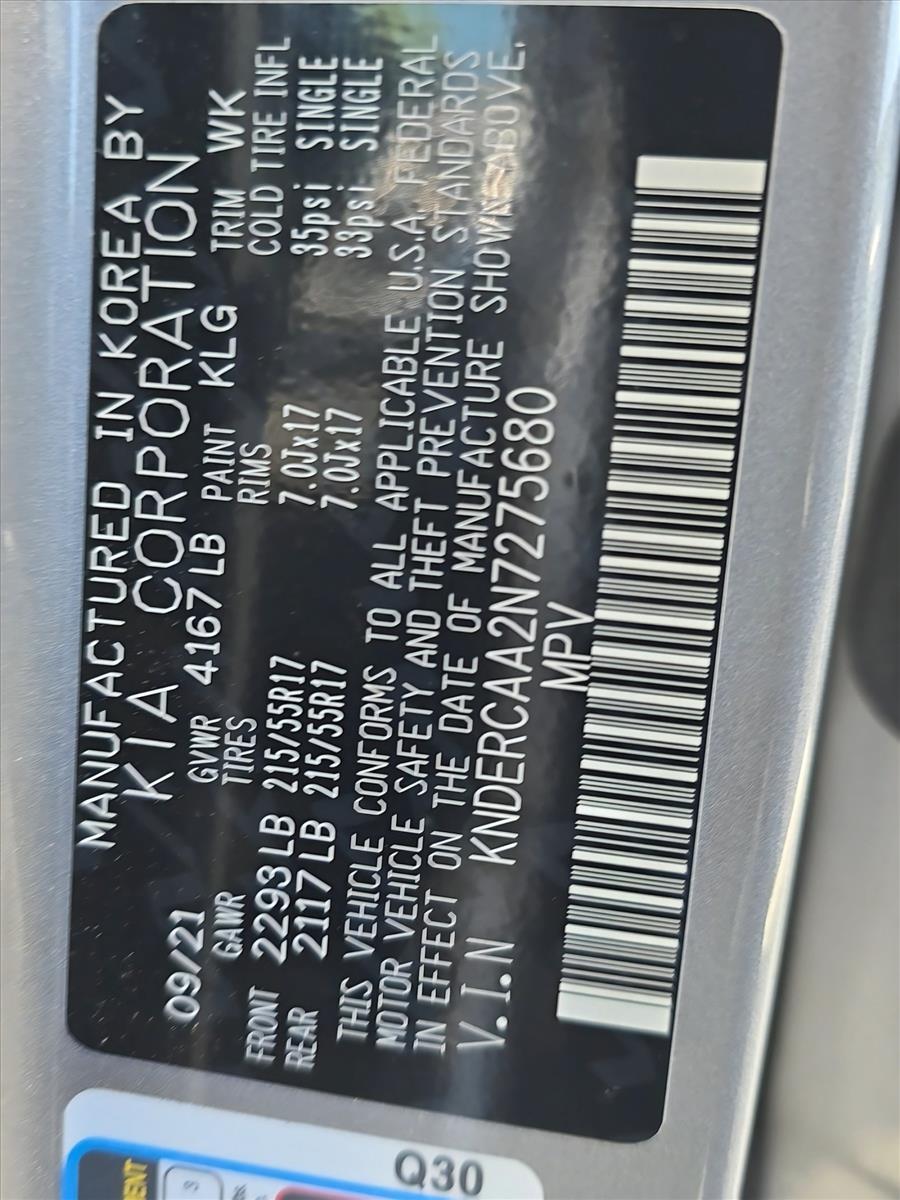 MANUFACTURED IN KOREA BY
KIA CORPORATION
09/21 GVWR 4167 LB PAINT KLG TRIM WK
GAWR TIRES RIMS COLD TIRE INFL
FRONT 2293 LB 215/55R17 7.0Jx17 35psi SINGLE
REAR 2117 LB 215/55R17 7.0Jx17 33psi SINGLE
THIS VEHICLE CONFORMS TO ALL APPLICABLE U.S.A. FEDERAL
MOTOR VEHICLE SAFETY AND THEFT PREVENTION STANDARDS
IN EFFECT ON THE DATE OF MANUFACTURE SHOWN ABOVE.
V.I.N KNDERCAA2N7275680
MPV
Q30
3